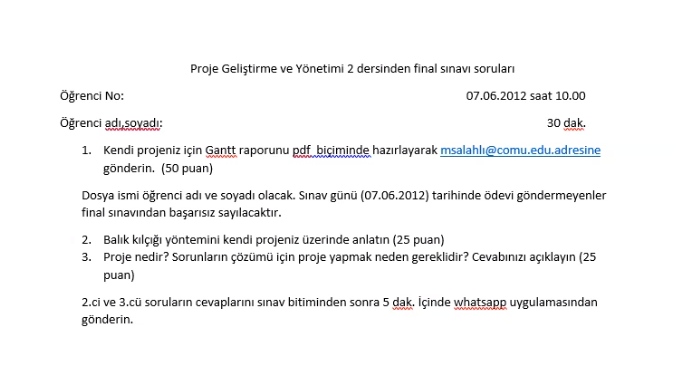 Proje Geliştirme ve Yönetimi 2 dersinden final sınavı soruları
Öğrenci No: 07.06.2012 saat 10.00
Öğrenci adı,soyadı: 30 dak.
1. Kendi projeniz için Gantt raporunu pdf biçiminde hazırlayarak msalahlı@comu.edu.adresine
gönderin. (50 puan)
Dosya ismi öğrenci adı ve soyadı olacak. Sınav günü (07.06.2012) tarihinde ödevi göndermeyenler
final sınavından başarısız sayılacaktır.
2. Balık kılçığı yöntemini kendi projeniz üzerinde anlatın (25 puan)
3. Proje nedir? Sorunların çözümü için proje yapmak neden gereklidir? Cevabınızı açıklayın (25
puan)
2.ci ve 3.cü soruların cevaplarını sınav bitiminden sonra 5 dak. İçinde whatsapp uygulamasından
gönderin.